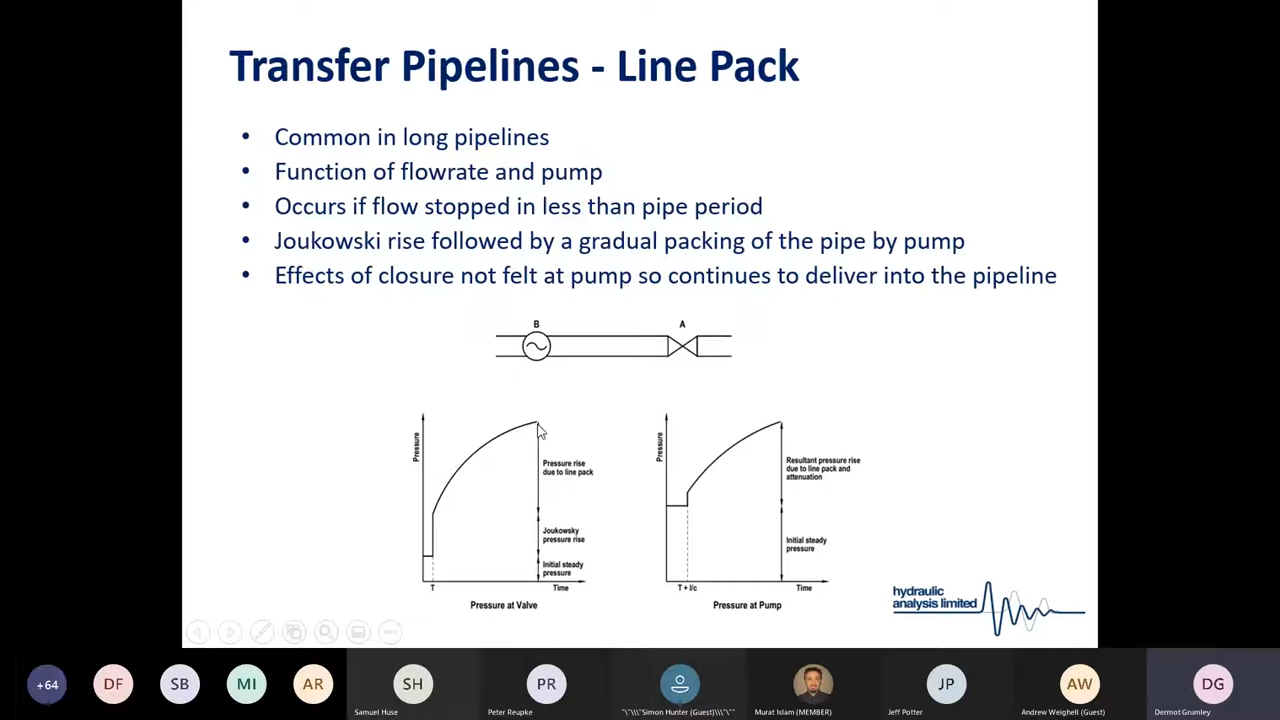 Transfer Pipelines - Line Pack
• Common in long pipelines
• Function of flowrate and pump
• Occurs if flow stopped in less than pipe period
• Joukowski rise followed by a gradual packing of the pipe by pump
• Effects of closure not felt at pump so continues to deliver into the pipeline
B
A
Pressure
Pressure rise
due to line pack
Joukowsky
pressure rise
Initial steady
pressure
T
Time
Pressure at Valve
Pressure
Resultant pressure rise
due to line pack and
attenuation
Initial steady
pressure
T + l/c
Time
Pressure at Pump
hydraulic
analysis limited
+64
DF
SB
MI
AR
SH
Samuel Huse
PR
Peter Reupke
"\"\\"Simon Hunter (Guest)\\\"\""
Murat Islam (MEMBER)
JP
Jeff Potter
AW
Andrew Weighell (Guest)
DG
Dermot Grumley